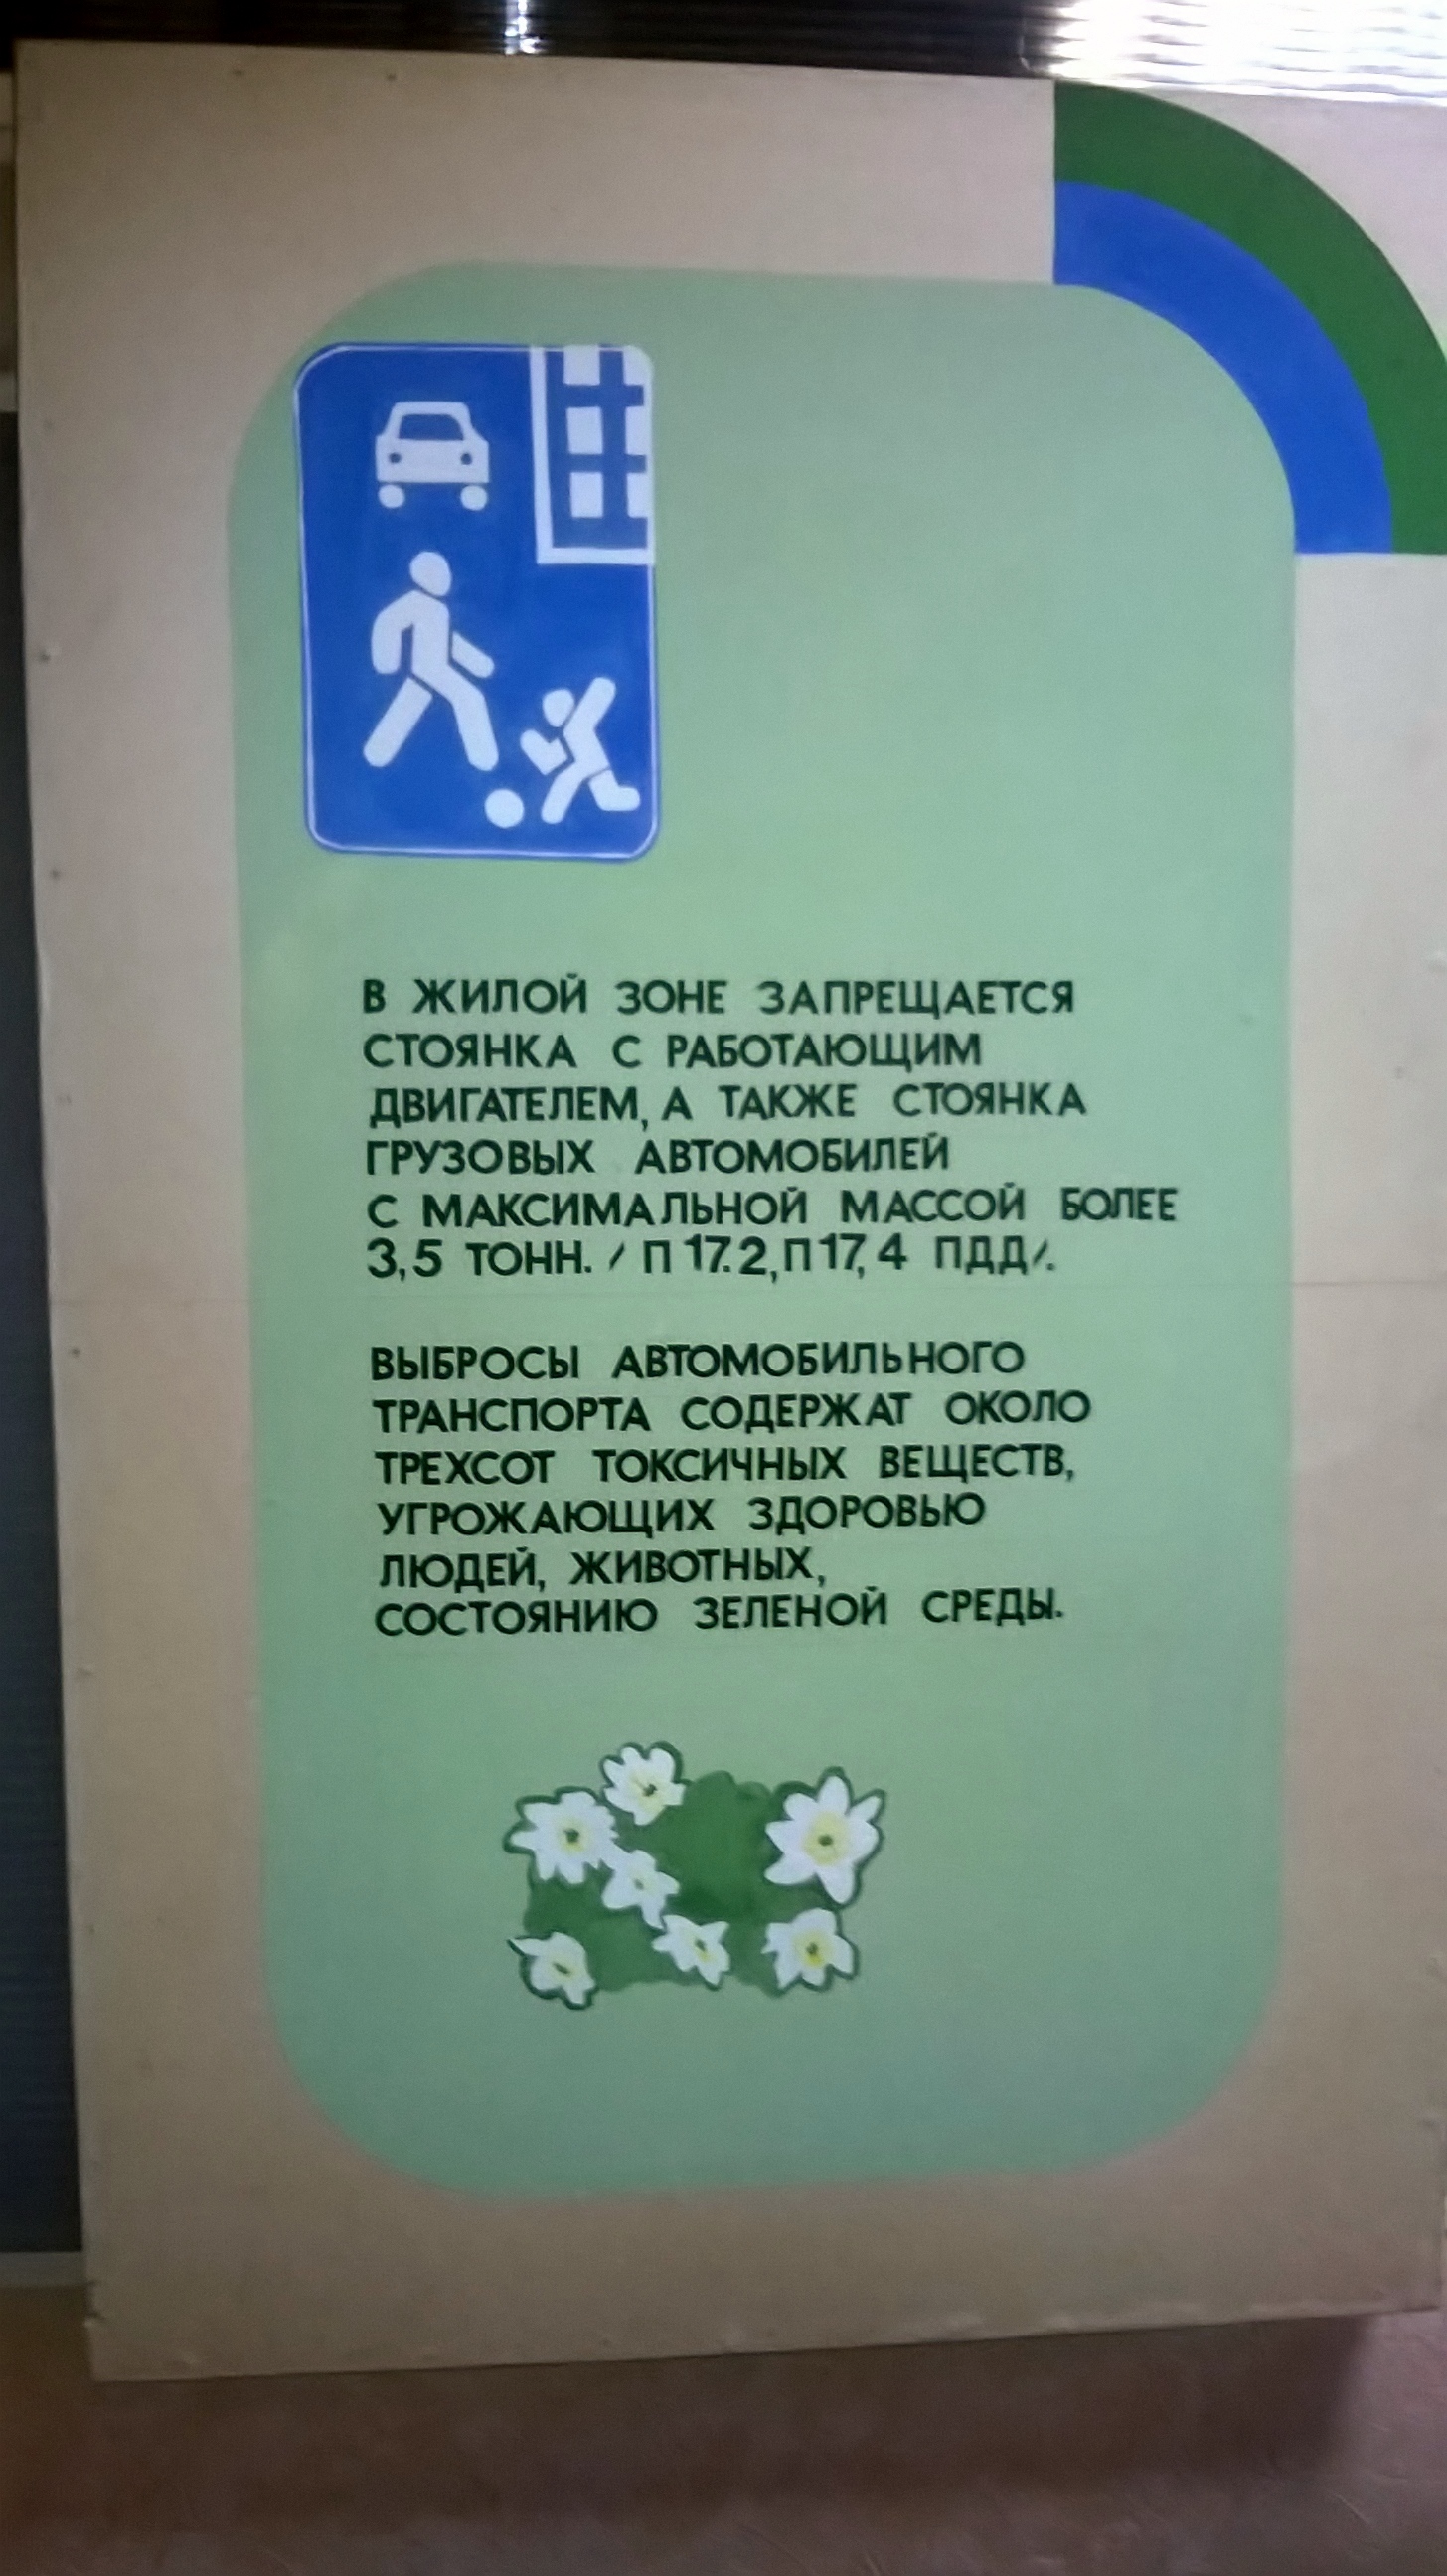 В ЖИЛОЙ ЗОНЕ ЗАПРЕЩАЕТСЯ
СТОЯНКА С РАБОТАЮЩИМ
ДВИГАТЕЛЕМ, А ТАКЖЕ СТОЯНКА
ГРУЗОВЫХ АВТОМОБИЛЕЙ
С МАКСИМАЛЬНОЙ МАССОЙ БОЛЕЕ
3,5 ТОНН. / П 17.2, П 17,4 ПДД/.
ВЫБРОСЫ АВТОМОБИЛЬНОГО
ТРАНСПОРТА СОДЕРЖАТ ОКОЛО
ТРЕХСОТ ТОКСИЧНЫХ ВЕЩЕСТВ,
УГРОЖАЮЩИХ ЗДОРОВЬЮ
ЛЮДЕЙ, ЖИВОТНЫХ,
СОСТОЯНИЮ ЗЕЛЕНОЙ СРЕДЫ.